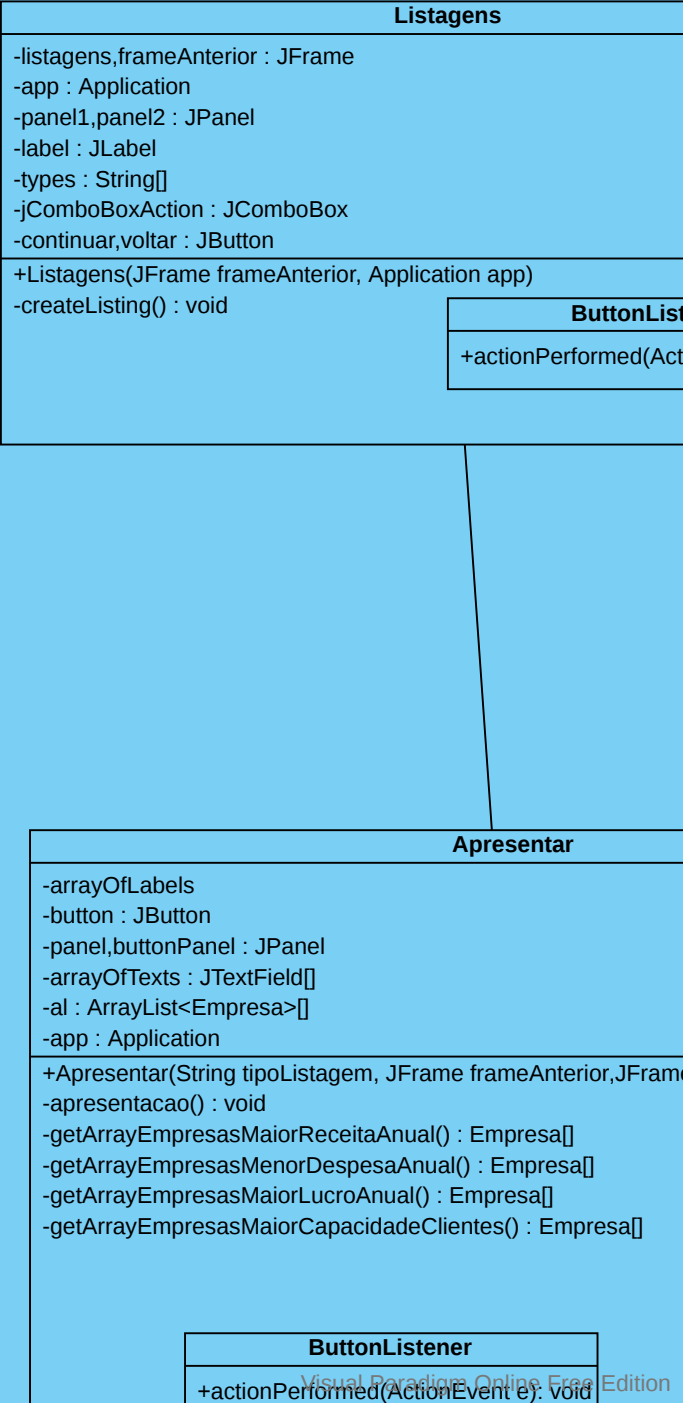 Listagens
-listagens,frameAnterior : JFrame
-app : Application
-panel1,panel2 : JPanel
-label : JLabel
-types : String[]
-jComboBoxAction : JComboBox
-continuar,voltar : JButton
+Listagens(JFrame frameAnterior, Application app)
-createListing() : void
ButtonList
+actionPerformed(Act
Apresentar
-arrayOfLabels
-button : JButton
-panel,buttonPanel : JPanel
-arrayOfTexts : JTextField[]
-al : ArrayList<Empresa>[]
-app : Application
+Apresentar(String tipoListagem, JFrame frameAnterior,JFrame
-apresentacao() : void
-getArrayEmpresasMaiorReceitaAnual() : Empresa[]
-getArrayEmpresasMenorDespesaAnual() : Empresa[]
-getArrayEmpresasMaiorLucroAnual() : Empresa[]
-getArrayEmpresasMaiorCapacidadeClientes() : Empresa[]
ButtonListener
+actionPerformed(ActionEvent e): void
Visual Paradigm Online Free Edition